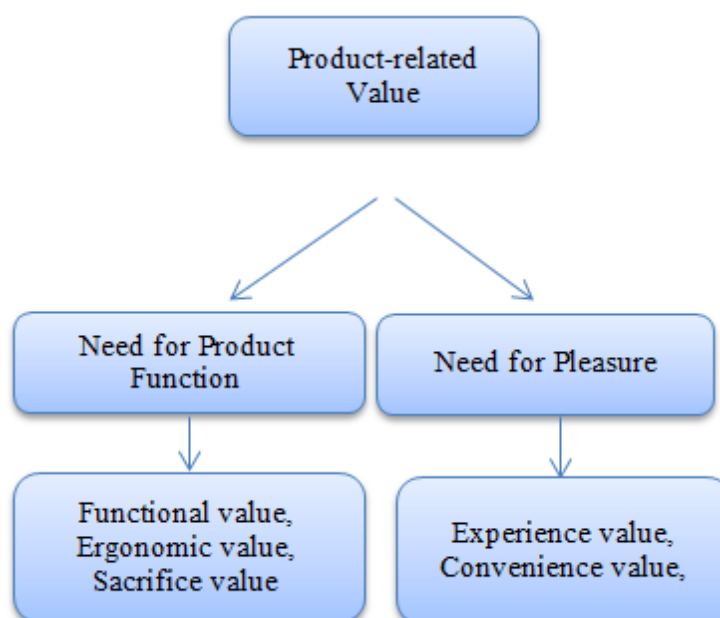 Product-related
Value
Need for Product
Function
Need for Pleasure
Functional value,
Ergonomic value,
Sacrifice value
Experience value,
Convenience value,